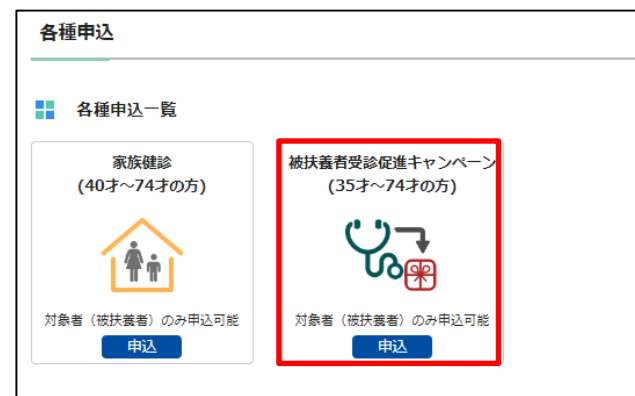 各種申込
各種申込一覧
家族健診
(40才～74才の方)
対象者（被扶養者）のみ申込可能
申込
被扶養者受診促進キャンペーン
(35才～74才の方)
対象者（被扶養者）のみ申込可能
申込